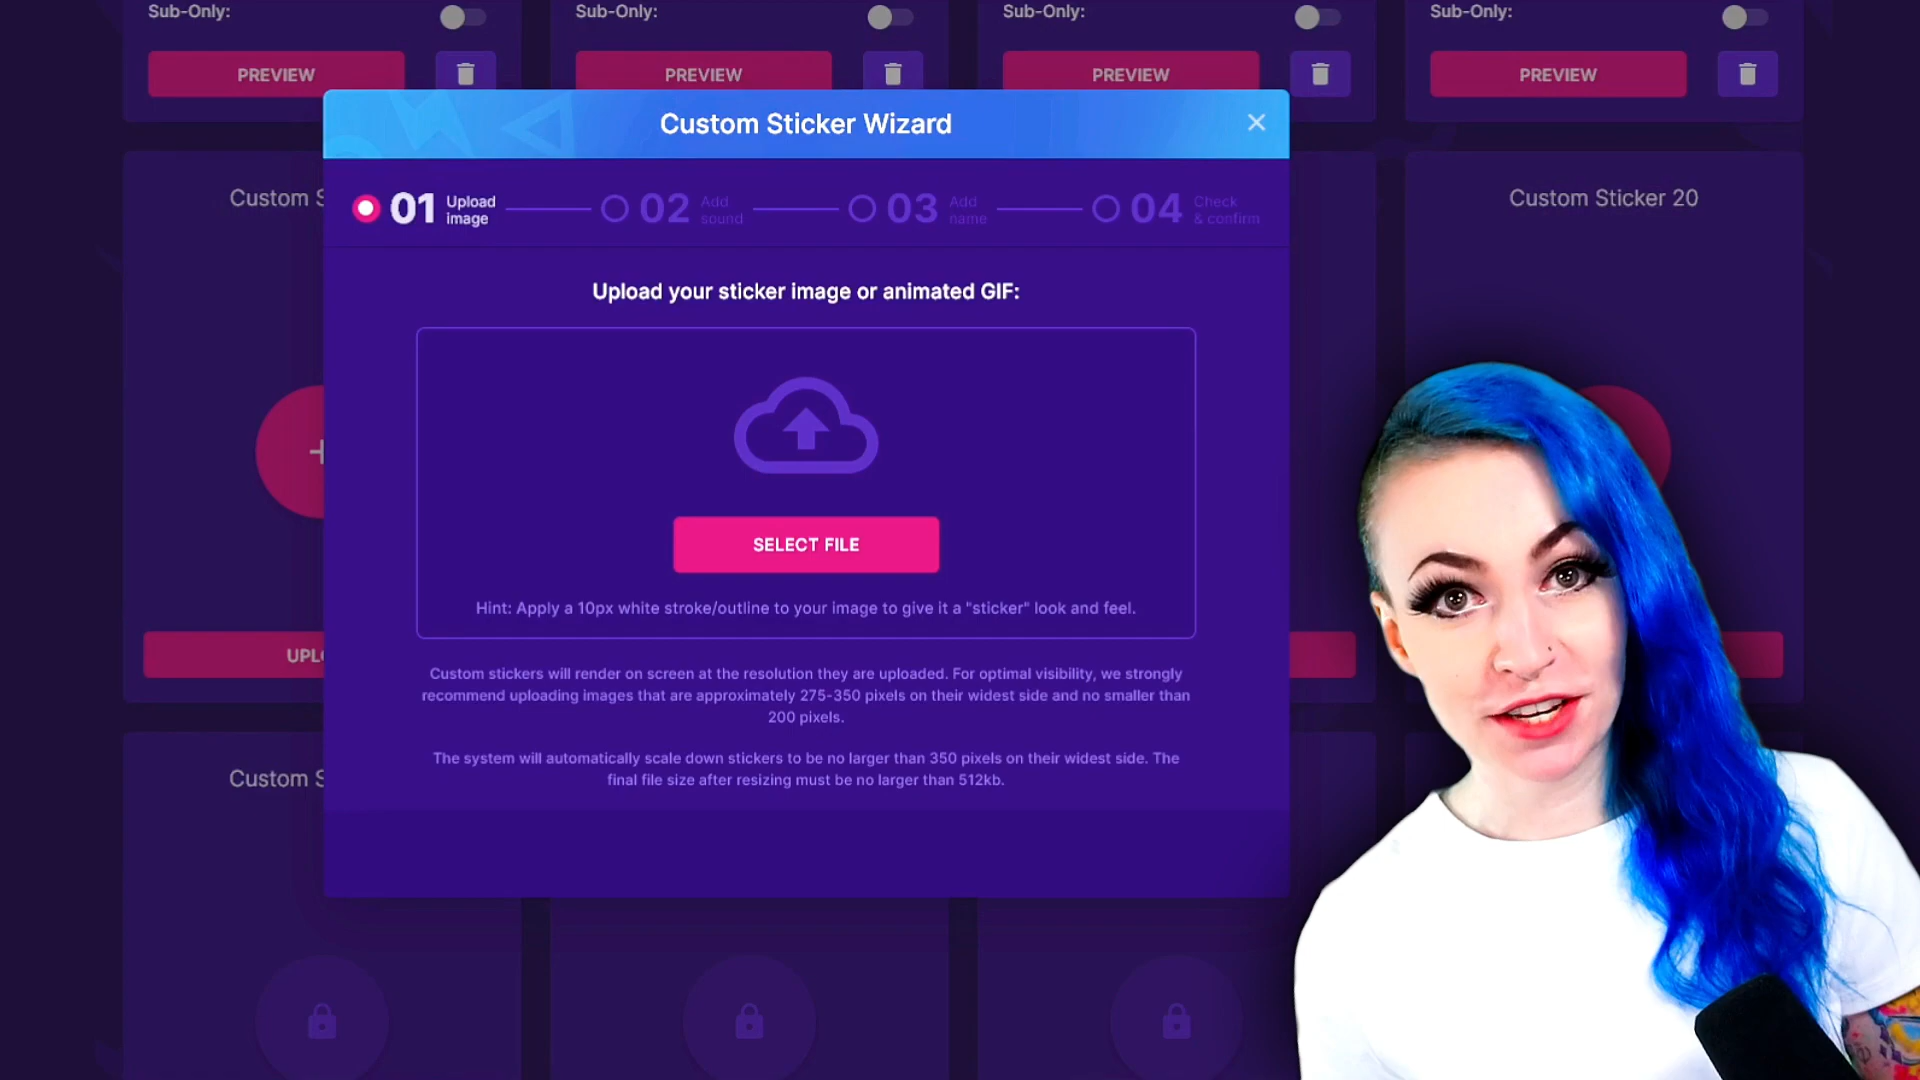 Sub-Only:
Sub-Only:
Sub-Only:
Sub-Only:
PREVIEW
PREVIEW
PREVIEW
PREVIEW
Custom Sticker Wizard
01 Upload image
02 Add sound
03 Add name
04 Check & confirm
Custom S
Custom Sticker 20
Upload your sticker image or animated GIF:
SELECT FILE
Hint: Apply a 10px white stroke/outline to your image to give it a "sticker" look and feel.
UPL
Custom stickers will render on screen at the resolution they are uploaded. For optimal visibility, we strongly
recommend uploading images that are approximately 275-350 pixels on their widest side and no smaller than
200 pixels.
The system will automatically scale down stickers to be no larger than 350 pixels on their widest side. The
final file size after resizing must be no larger than 512kb.
Custom S